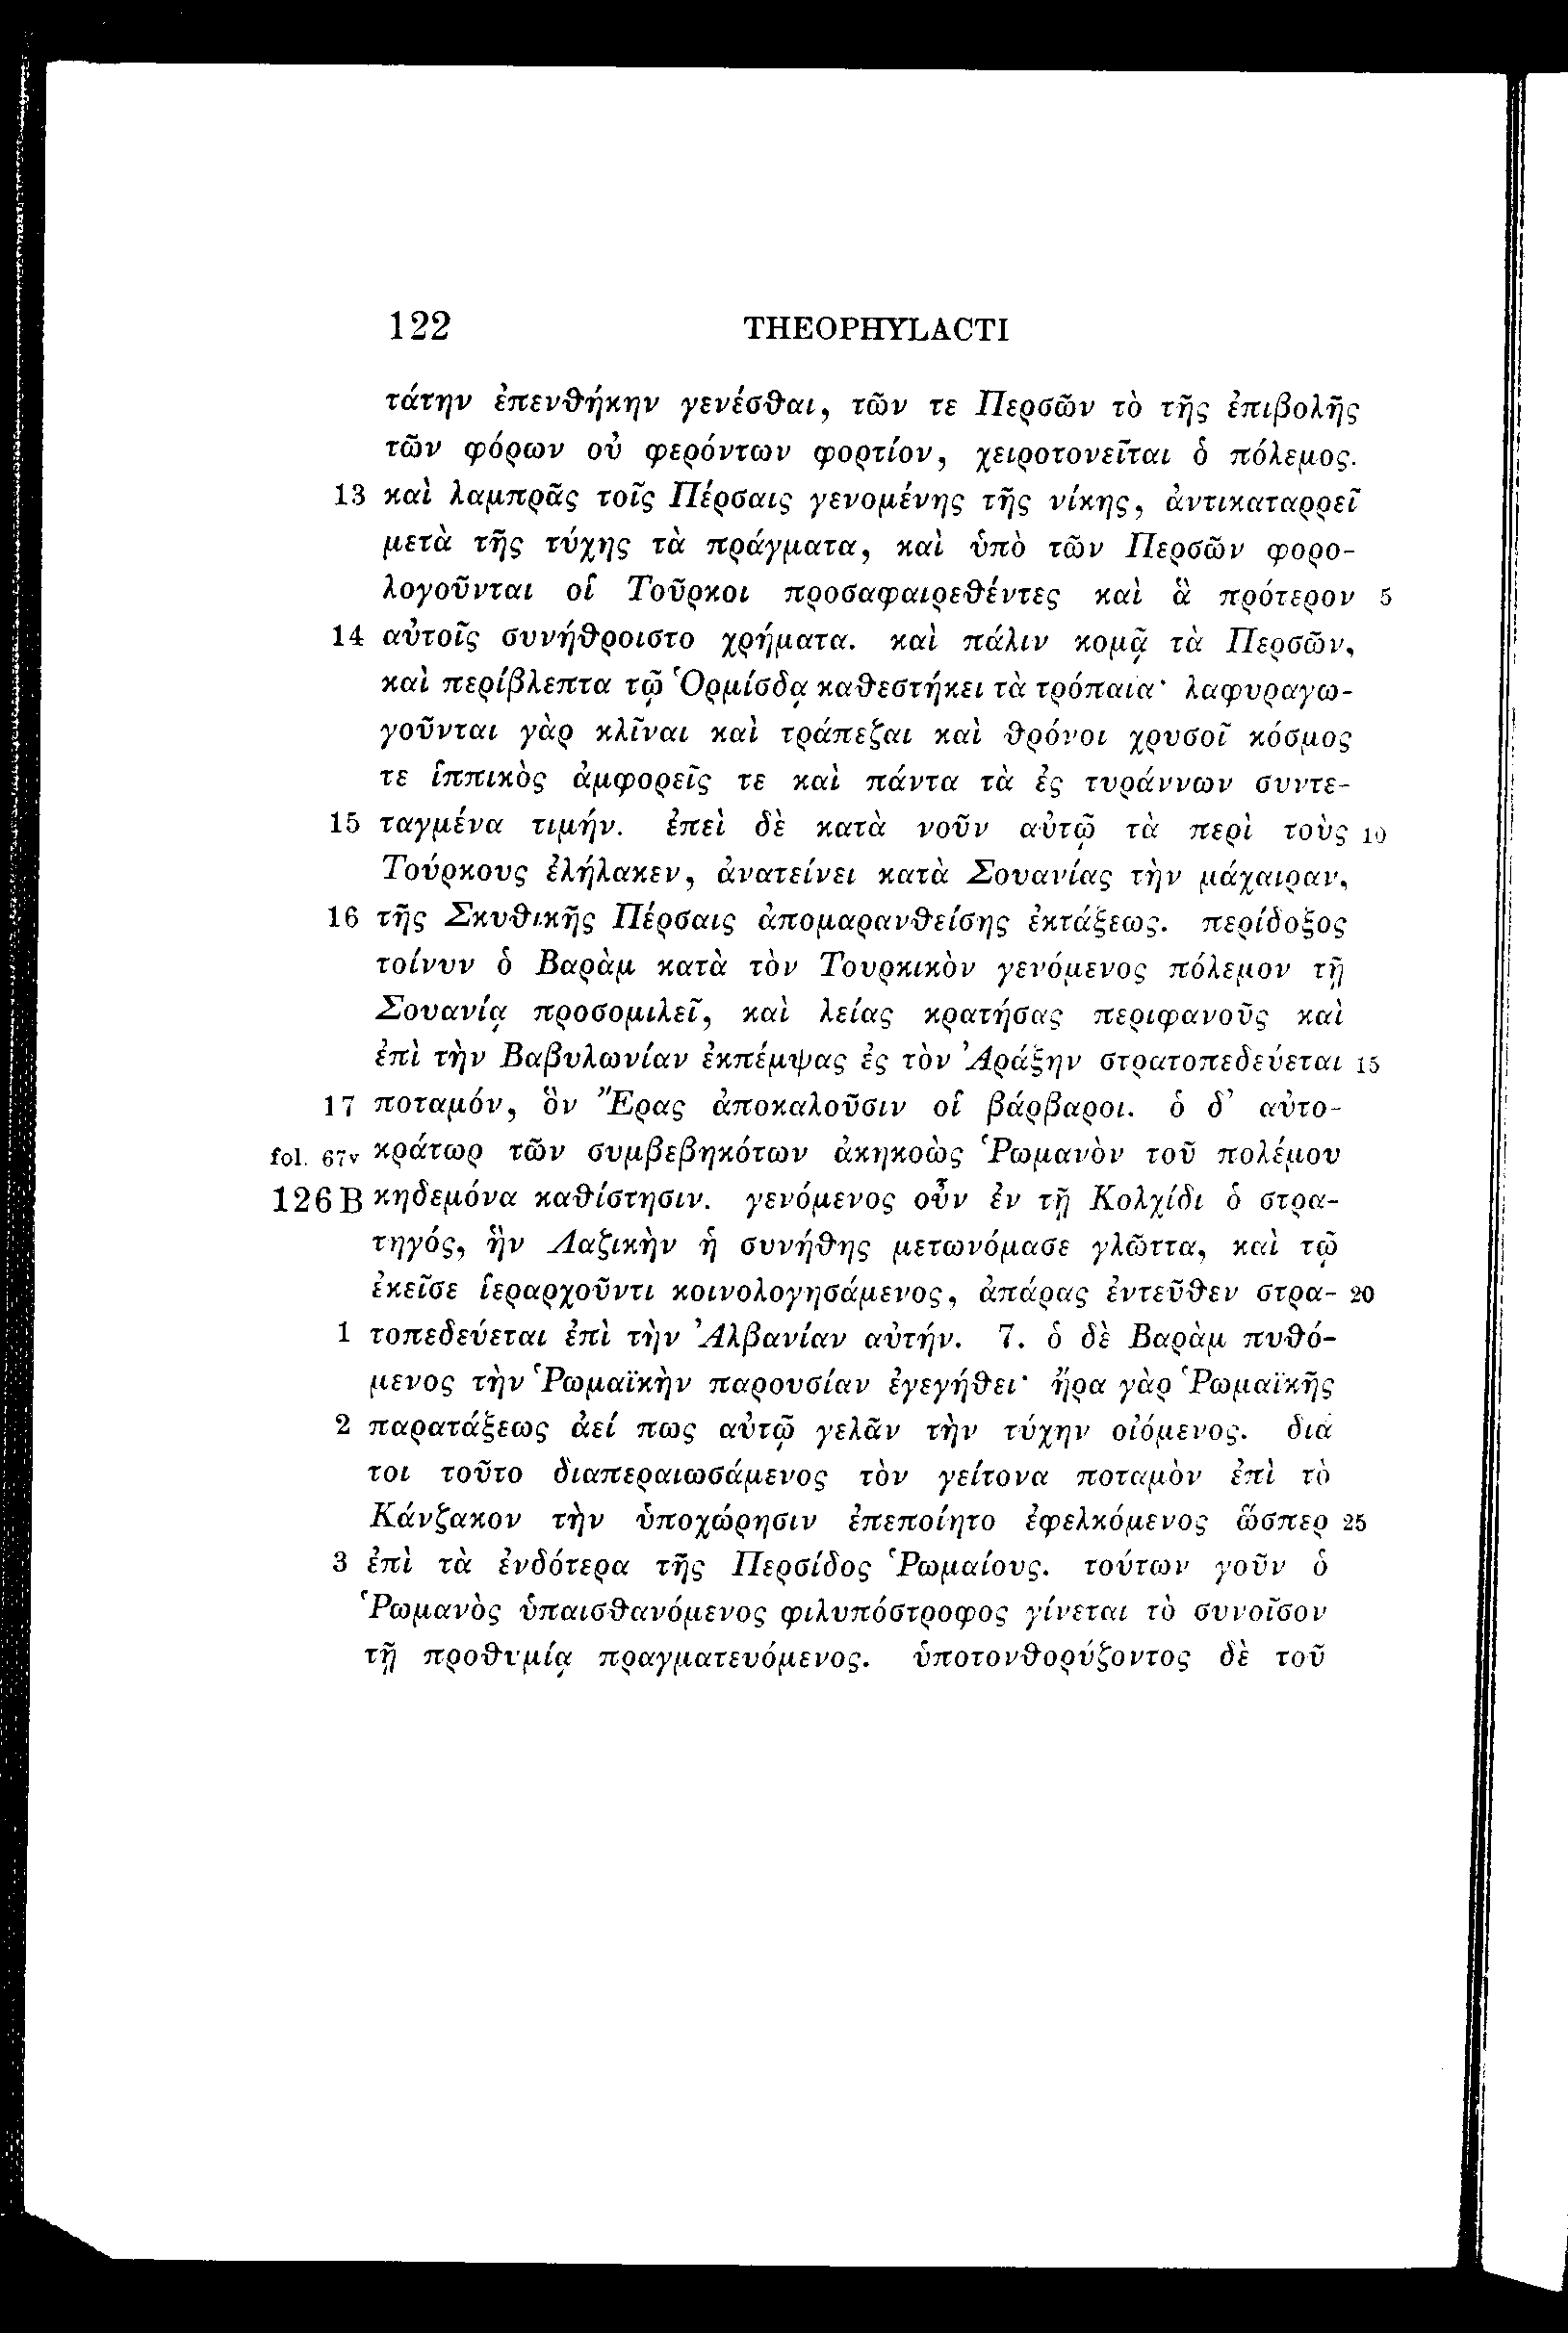 122 THEOPHYLACTI
τάτην ἐπενθήκην γενέσθαι, τῶν τε Περσῶν τὸ τῆς ἐπιβολῆς
τῶν φόρων οὐ φερόντων φορτίον, χειροτονεῖται ὁ πόλεμος.
13 καὶ λαμπρᾶς τοῖς Πέρσαις γενομένης τῆς νίκης, ἀντικαταρρεῖ
μετὰ τῆς τύχης τὰ πράγματα, καὶ ὑπὸ τῶν Περσῶν φορο-
λογοῦνται οἱ Τοῦρκοι προσαφαιρεθέντες καὶ ἃ πρότερον 5
14 αὐτοῖς συνήθροιστο χρήματα. καὶ πάλιν κομᾷ τὰ Περσῶν,
καὶ περίβλεπτα τῷ Ὁρμίσδᾳ καθεστήκει τὰ τρόπαια· λαφυραγω-
γοῦνται γὰρ κλῖναι καὶ τράπεζαι καὶ θρόνοι χρυσοῖ κόσμος
τε ἱππικὸς ἀμφορεῖς τε καὶ πάντα τὰ ἐς τυράννων συντε-
15 ταγμένα τιμήν. ἐπεὶ δὲ κατὰ νοῦν αὐτῷ τὰ περὶ τοὺς 10
Τούρκους ἐλήλακεν, ἀνατείνει κατὰ Σουανίας τὴν μάχαιραν,
16 τῆς Σκυθικῆς Πέρσαις ἀπομαρανθείσης ἐκτάξεως. περίδοξος
τοίνυν ὁ Βαρὰμ κατὰ τὸν Τουρκικὸν γενόμενος πόλεμον τῇ
Σουανίᾳ προσομιλεῖ, καὶ λείας κρατήσας περιφανοῦς καὶ
ἐπὶ τὴν Βαβυλωνίαν ἐκπέμψας ἐς τὸν Ἀράξην στρατοπεδεύεται 15
17 ποταμόν, ὃν Ἔρας ἀποκαλοῦσιν οἱ βάρβαροι. ὁ δ' αὐτο-
fol. 67v κράτωρ τῶν συμβεβηκότων ἀκηκοὼς Ῥωμανὸν τοῦ πολέμου
126B κηδεμόνα καθίστησιν. γενόμενος οὖν ἐν τῇ Κολχίδι ὁ στρα-
τηγός, ἣν Λαζικὴν ἡ συνήθης μετωνόμασε γλῶττα, καὶ τῷ
ἐκεῖσε ἱεραρχοῦντι κοινολογησάμενος, ἀπάρας ἐντεῦθεν στρα- 20
1 τοπεδεύεται ἐπὶ τὴν Ἀλβανίαν αὐτήν. 7. ὁ δὲ Βαρὰμ πυθό-
μενος τὴν Ῥωμαϊκὴν παρουσίαν ἐγεγήθει· ἤρα γὰρ Ῥωμαϊκῆς
2 παρατάξεως ἀεί πως αὐτῷ γελᾶν τὴν τύχην οἰόμενος. διά
τοι τοῦτο διαπεραιωσάμενος τὸν γείτονα ποταμὸν ἐπὶ τὸ
Κάνζακον τὴν ὑποχώρησιν ἐπεποίητο ἐφελκόμενος ὥσπερ 25
3 ἐπὶ τὰ ἐνδότερα τῆς Περσίδος Ῥωμαίους. τούτων γοῦν ὁ
Ῥωμανὸς ὑπαισθανόμενος φιλυπόστροφος γίνεται τὸ συνοῖσον
τῇ προθυμίᾳ πραγματευόμενος. ὑποτονθορύζοντος δὲ τοῦ